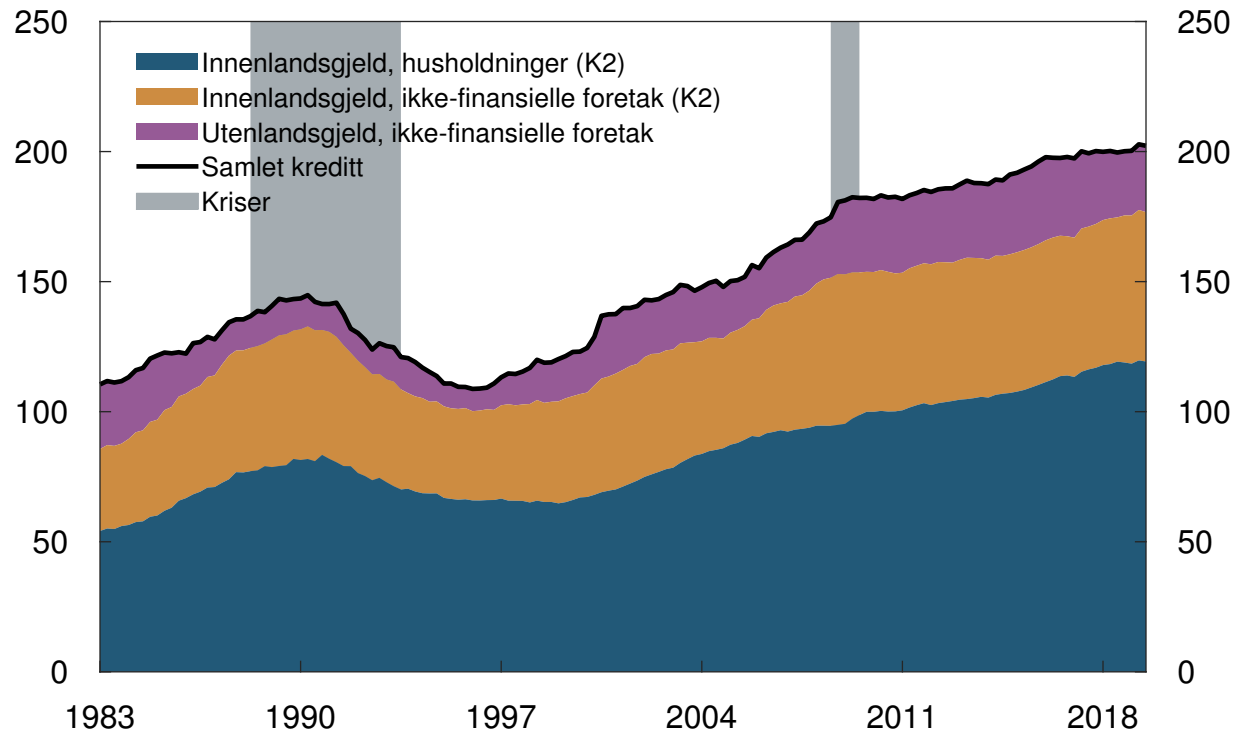 250
250
Innenlandsgjeld, husholdninger (K2)
Innenlandsgjeld, ikke-finansielle foretak (K2)
Utenlandsgjeld, ikke-finansielle foretak
Samlet kreditt
Kriser
200
200
150
150
100
100
50
50
0
0
1983 1990 1997 2004 2011 2018